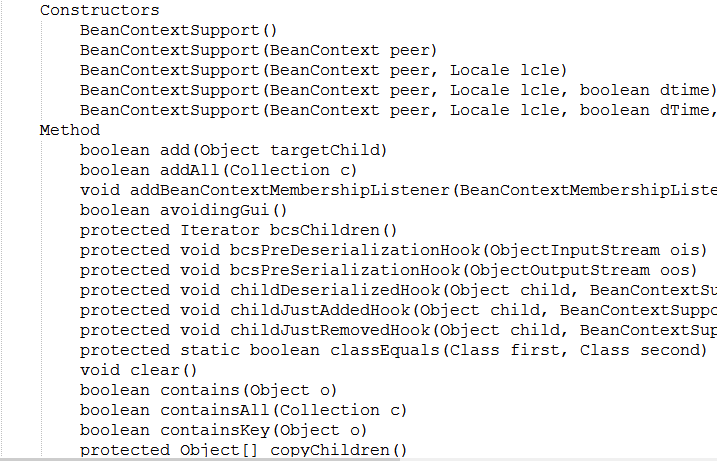 Constructors
BeanContextSupport()
BeanContextSupport(BeanContext peer)
BeanContextSupport(BeanContext peer, Locale lcle)
BeanContextSupport(BeanContext peer, Locale lcle, boolean dtime)
BeanContextSupport(BeanContext peer, Locale lcle, boolean dTime,
Method
boolean add(Object targetChild)
boolean addAll(Collection c)
void addBeanContextMembershipListener(BeanContextMembershipListe
boolean avoidingGui()
protected Iterator bcsChildren()
protected void bcsPreDeserializationHook(ObjectInputStream ois)
protected void bcsPreSerializationHook(ObjectOutputStream oos)
protected void childDeserializedHook(Object child, BeanContextSu
protected void childJustAddedHook(Object child, BeanContextSuppo
protected void childJustRemovedHook(Object child, BeanContextSup
protected static boolean classEquals(Class first, Class second)
void clear()
boolean contains(Object o)
boolean containsAll(Collection c)
boolean containsKey(Object o)
protected Object[] copyChildren()